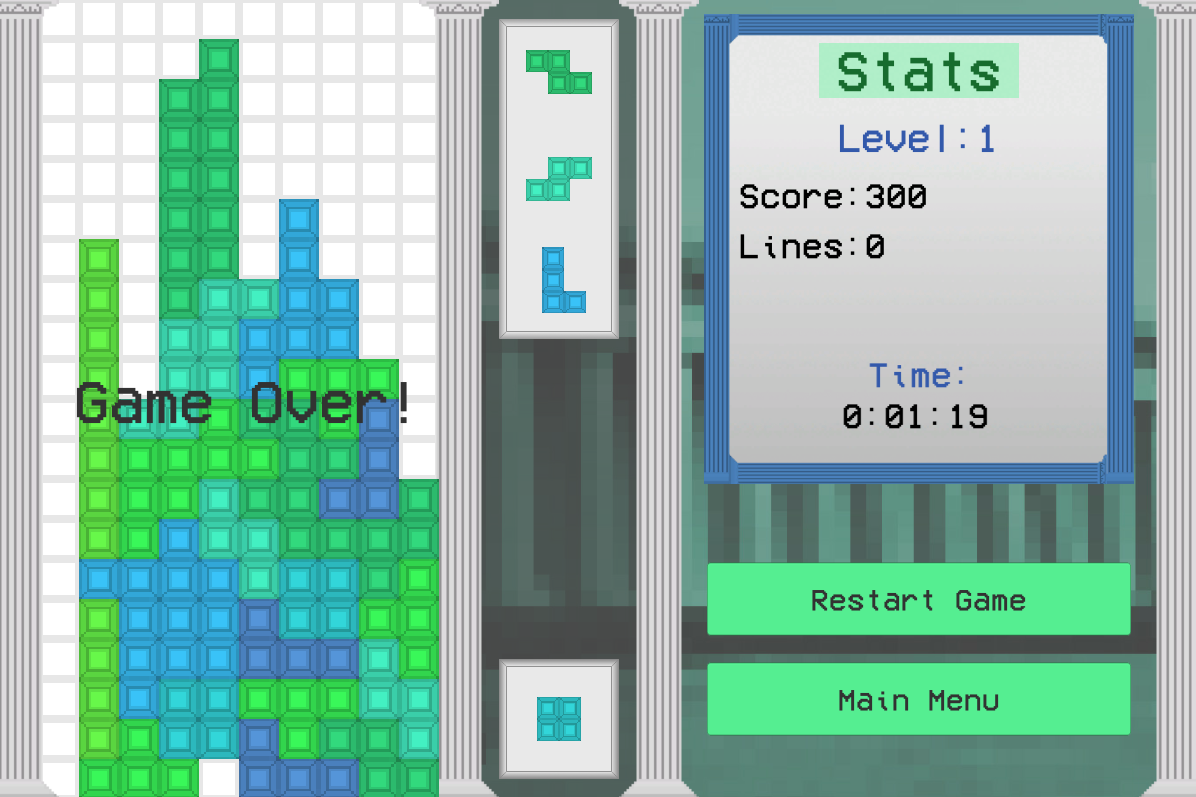 Game Over!
Stats
Level:1
Score:300
Lines:0
Time:
0:01:19
Restart Game
Main Menu